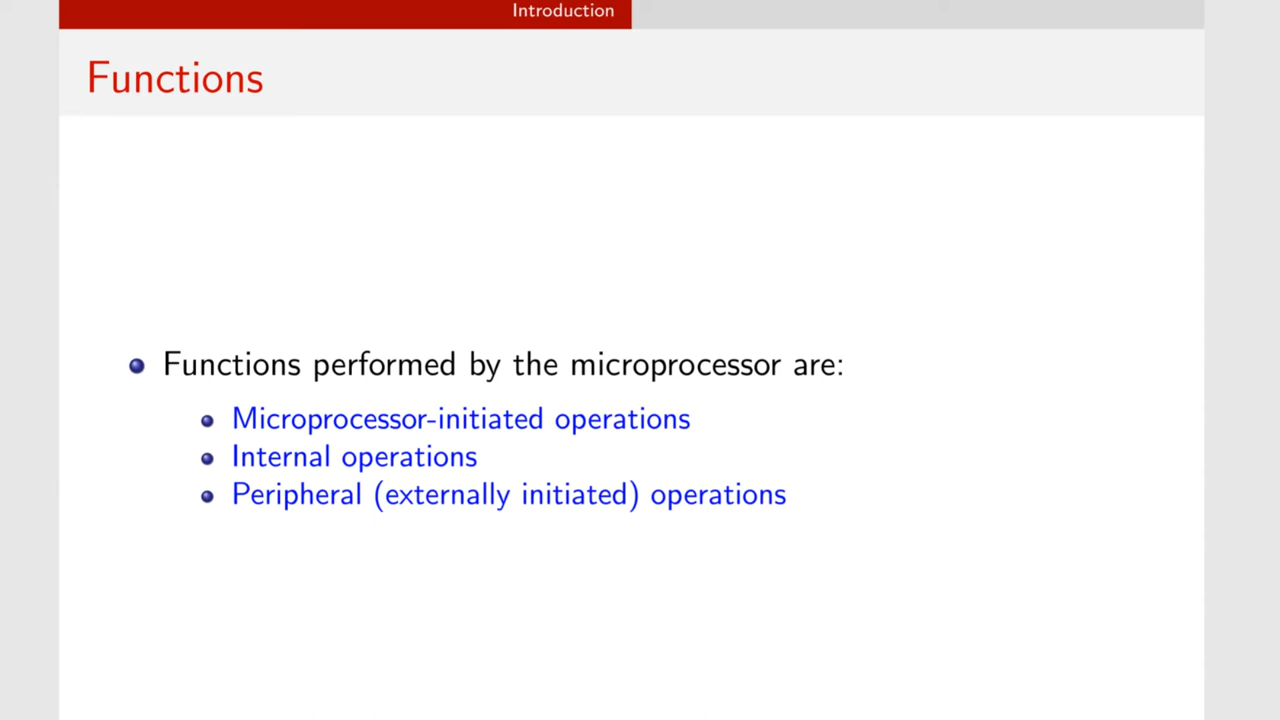 Introduction
Functions
Functions performed by the microprocessor are:
Microprocessor-initiated operations
Internal operations
Peripheral (externally initiated) operations